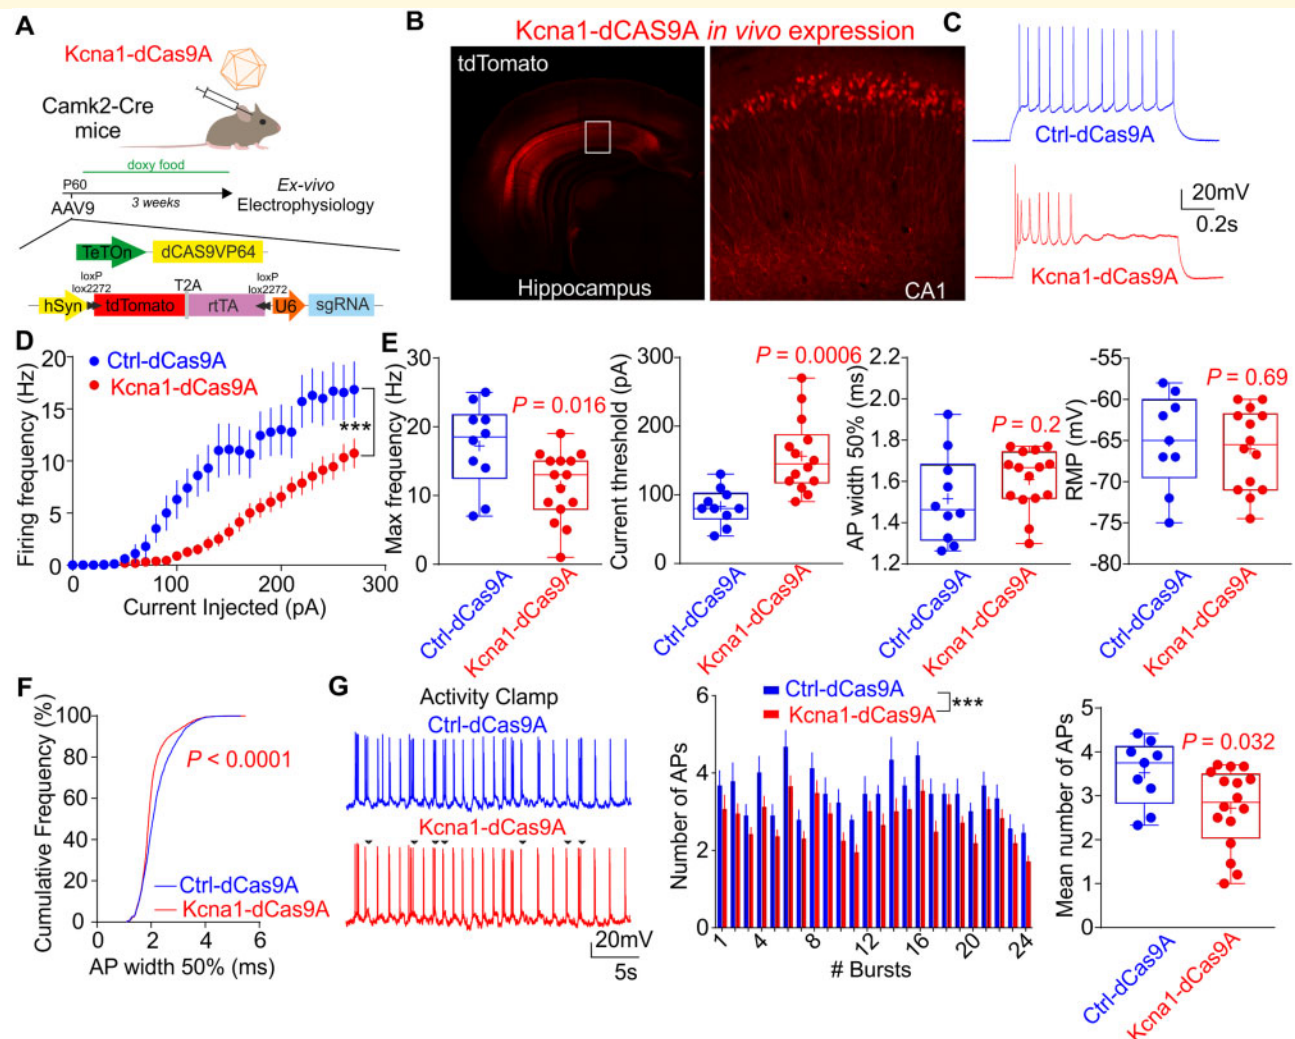 A
Kcna1-dCas9A
Camk2-Cre
mice
doxy food
P60
3 weeks
AAV9
Ex-vivo
Electrophysiology
TeTOn
dCAS9VP64
loxP
lox2272
T2A
loxP
lox2272
hSyn
tdTomato
rtTA
U6
sgRNA
B
Kcna1-dCAS9A in vivo expression
tdTomato
Hippocampus
CA1
C
Ctrl-dCas9A
20mV
0.2s
Kcna1-dCas9A
D
Firing frequency (Hz)
20
15
10
5
0
Ctrl-dCas9A
Kcna1-dCas9A
***
0
100
200
300
Current Injected (pA)
E
Max frequency (Hz)
30
20
10
0
P = 0.016
Ctrl-dCas9A
Kcna1-dCas9A
Current threshold (pA)
300
200
100
0
P = 0.0006
Ctrl-dCas9A
Kcna1-dCas9A
AP width 50% (ms)
2.2
2.0
1.8
1.6
1.4
1.2
P = 0.2
Ctrl-dCas9A
Kcna1-dCas9A
RMP (mV)
-55
-60
-65
-70
-75
-80
P = 0.69
Ctrl-dCas9A
Kcna1-dCas9A
F
Cumulative Frequency (%)
100
80
60
40
20
0
P < 0.0001
Ctrl-dCas9A
Kcna1-dCas9A
0
2
4
6
AP width 50% (ms)
G
Activity Clamp
Ctrl-dCas9A
Kcna1-dCas9A
20mV
5s
Number of APs
6
4
2
0
Ctrl-dCas9A
Kcna1-dCas9A
***
1
4
8
12
16
20
24
# Bursts
Mean number of APs
5
4
3
2
1
0
P = 0.032
Ctrl-dCas9A
Kcna1-dCas9A